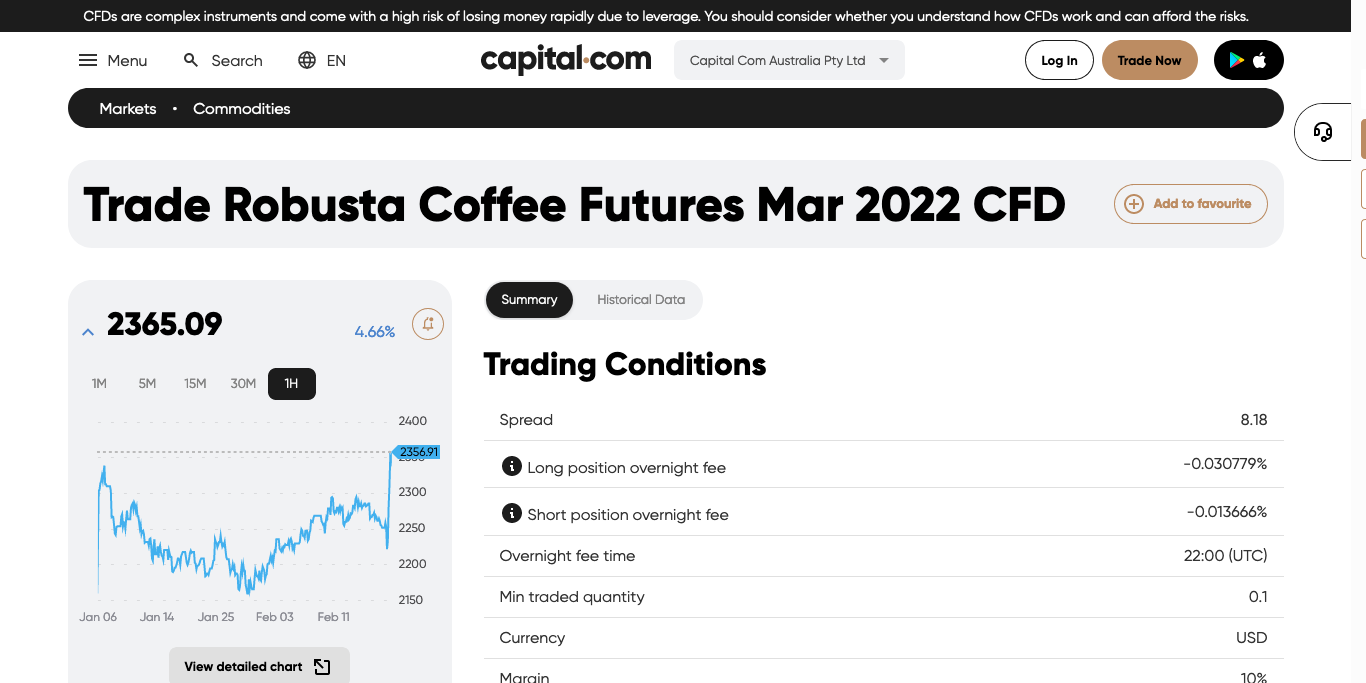 CFDs are complex instruments and come with a high risk of losing money rapidly due to leverage. You should consider whether you understand how CFDs work and can afford the risks.
Menu Search EN capital.com Capital Com Australia Pty Ltd Log In Trade Now
Markets • Commodities
Trade Robusta Coffee Futures Mar 2022 CFD Add to favourite
2365.09 4.66%
1M 5M 15M 30M 1H
2400
2356.91
2300
2250
2200
2150
Jan 06 Jan 14 Jan 25 Feb 03 Feb 11
View detailed chart
Summary Historical Data
Trading Conditions
Spread 8.18
Long position overnight fee -0.030779%
Short position overnight fee -0.013666%
Overnight fee time 22:00 (UTC)
Min traded quantity 0.1
Currency USD
Margin 10%